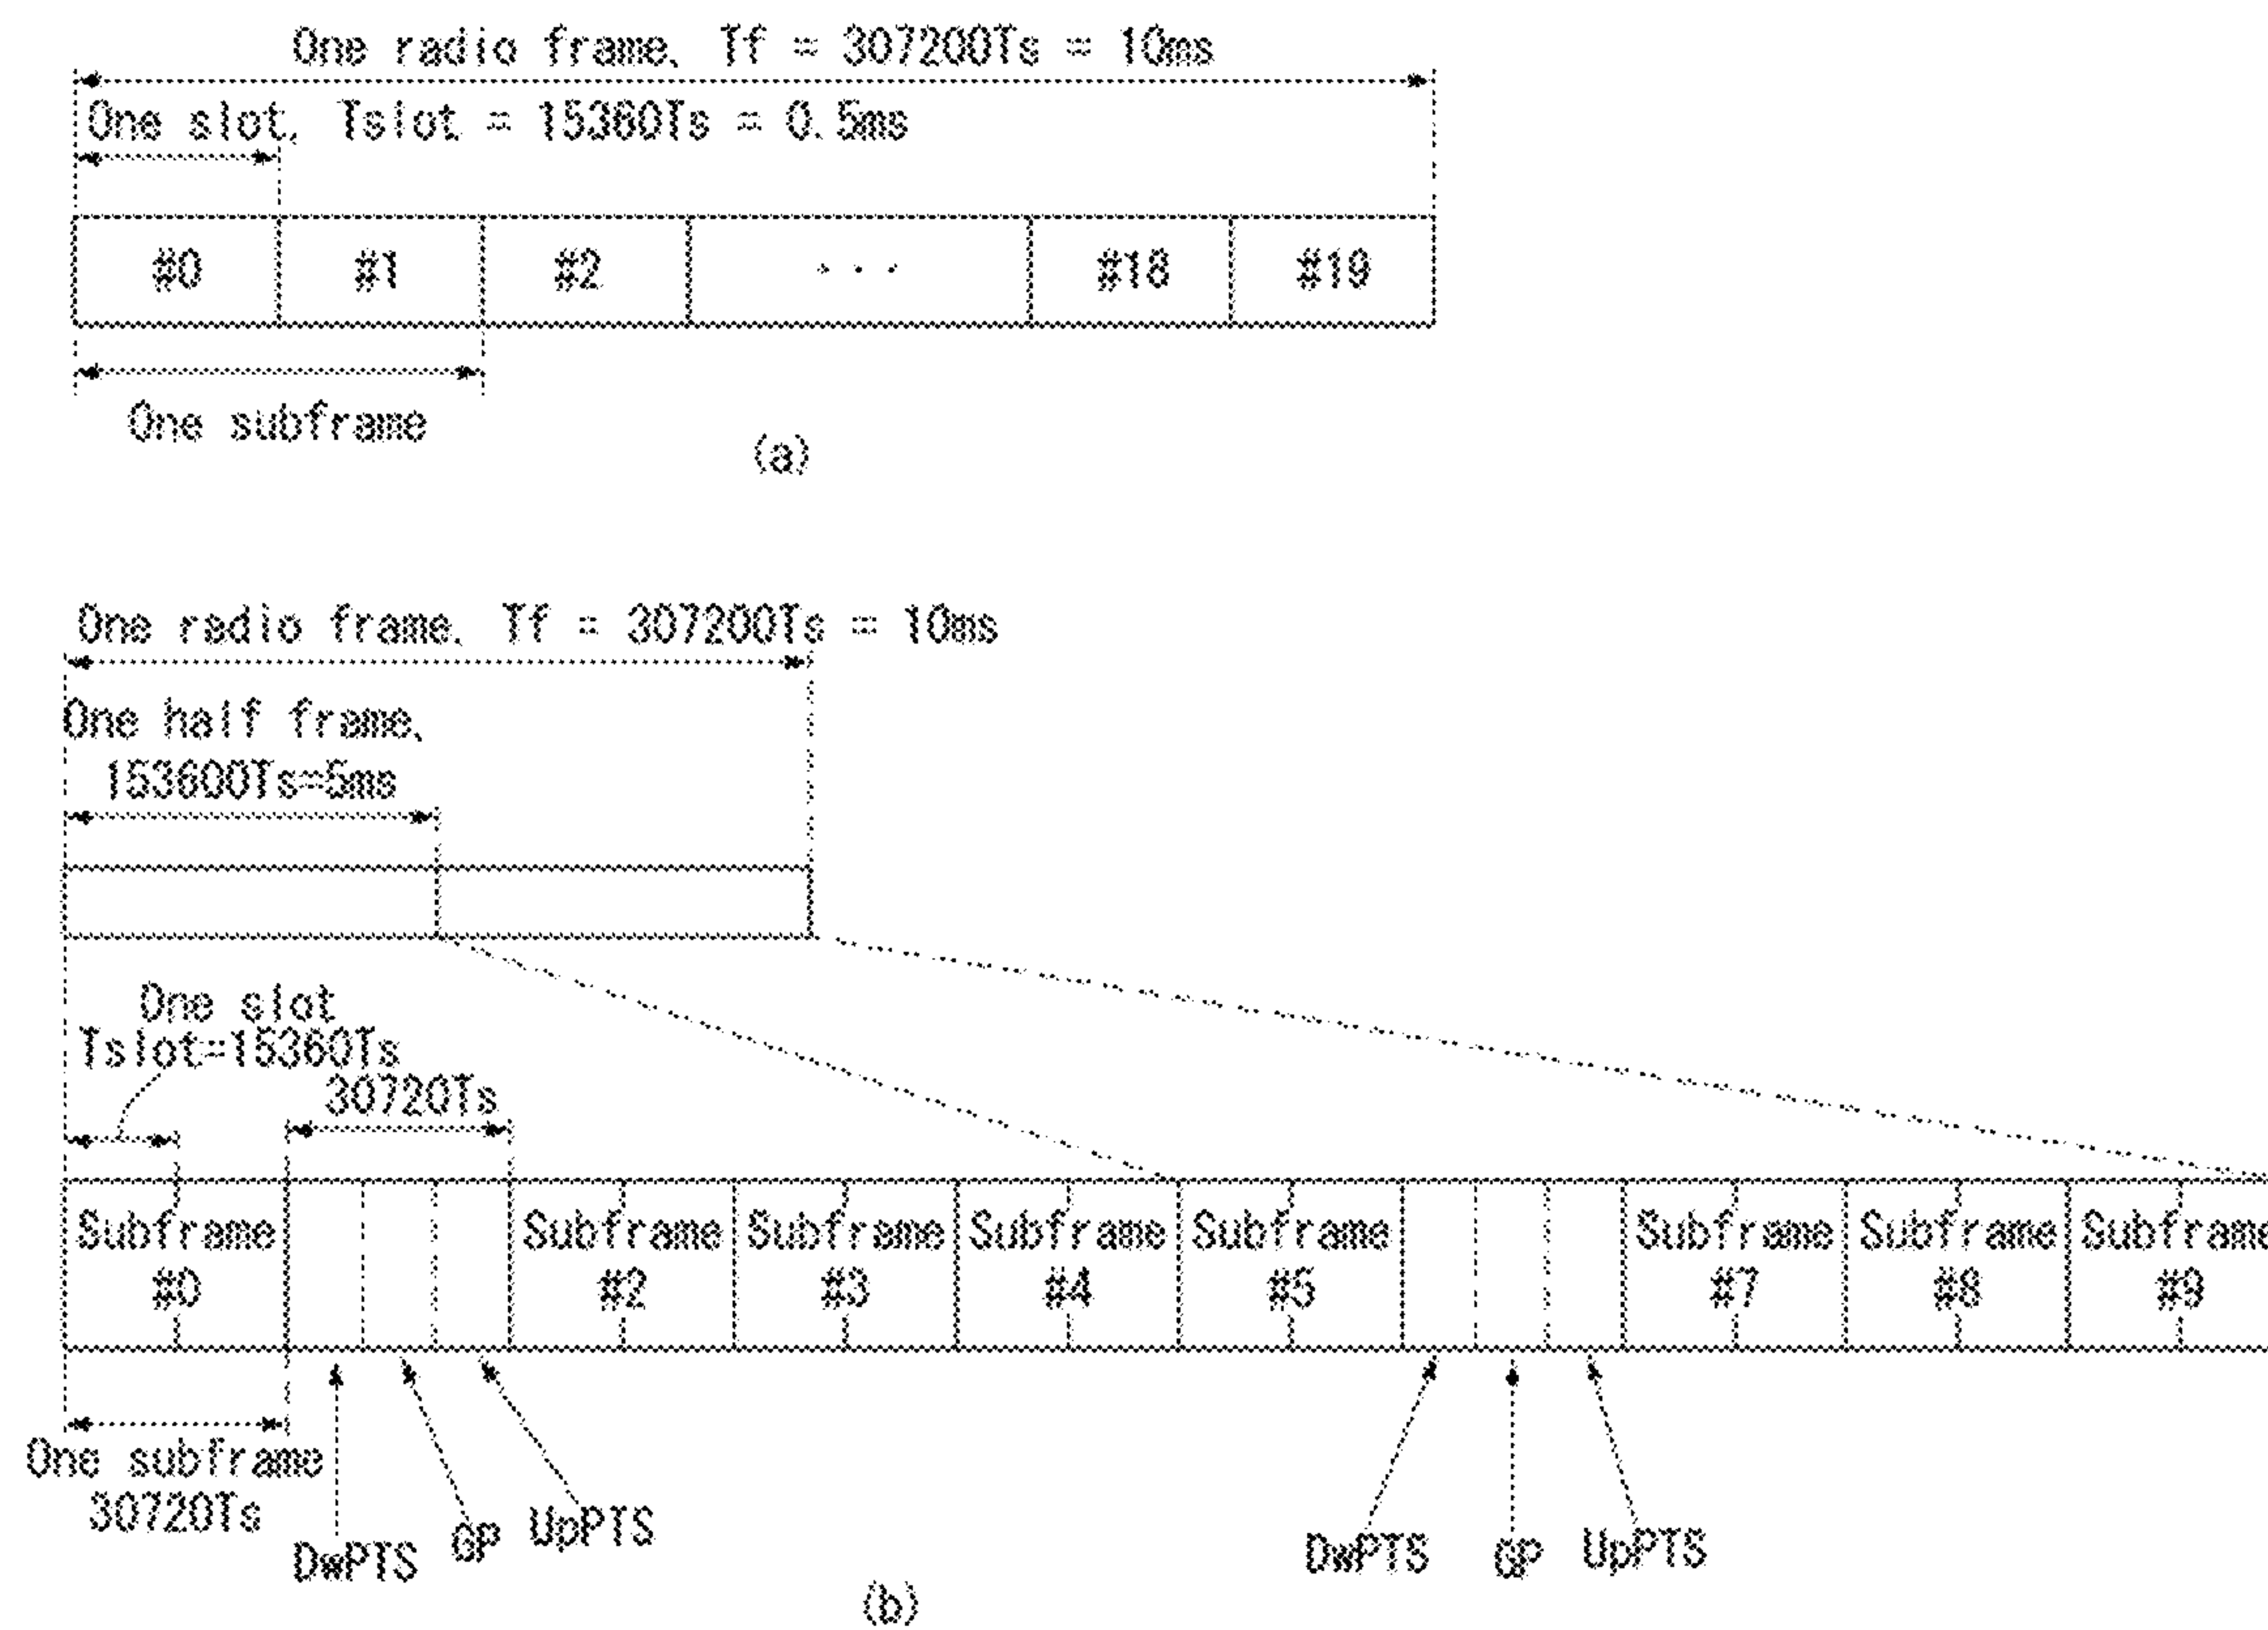 One radio frame, Tf = 307200Ts = 10ms
One slot, Tslot = 15360Ts = 0.5ms
#0 #1 #2 ... #18 #19
One subframe
(a)
One radio frame, Tf = 307200Ts = 10ms
One half frame,
153600Ts=5ms
One slot
Tslot=15360Ts
30720Ts
Subframe Subframe Subframe Subframe Subframe Subframe Subframe Subframe
#0 #2 #3 #4 #5 #7 #8 #9
One subframe
30720Ts
DwPTS GP UpPTS DwPTS GP UpPTS
(b)